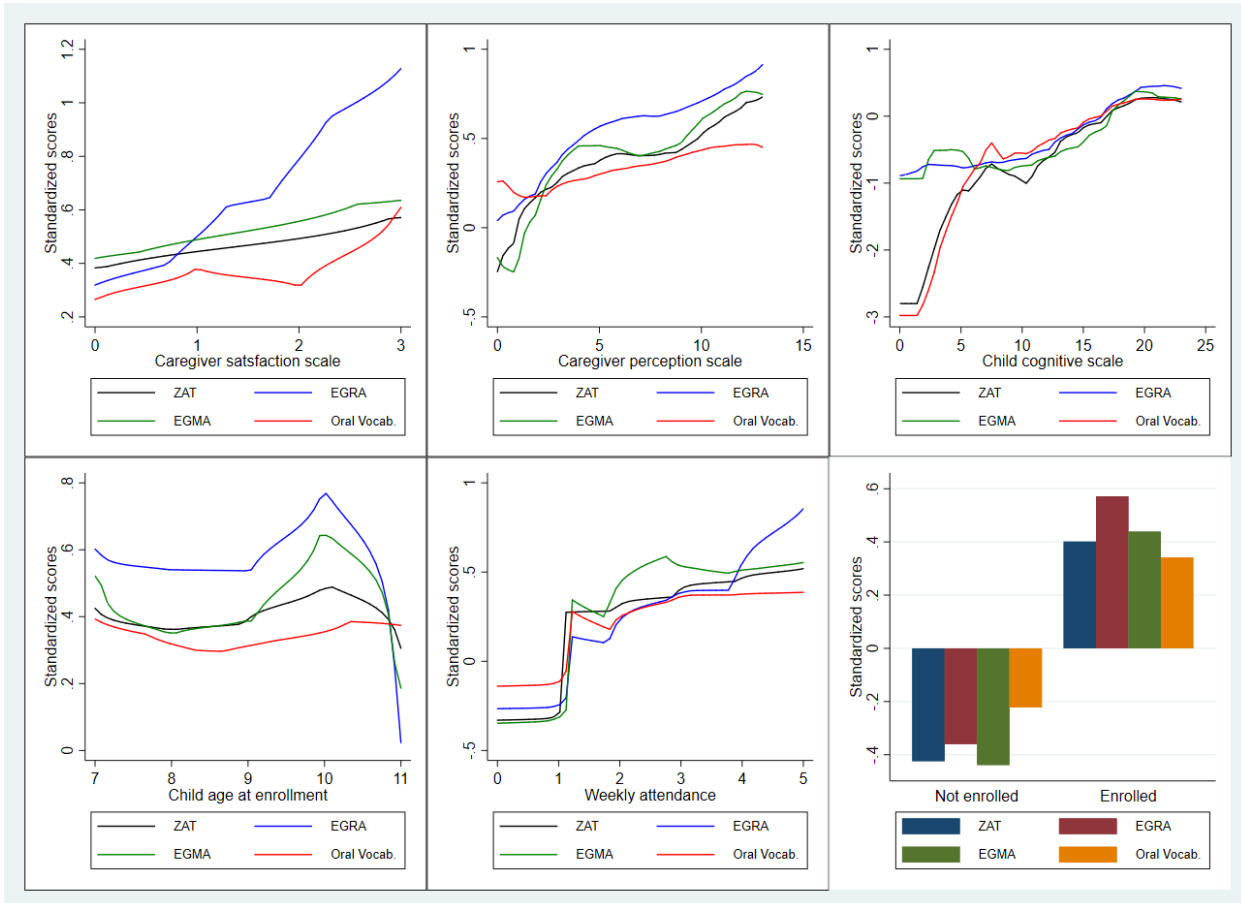 Standardized scores
.2 .4 .6 .8 1 1.2
0 1 2 3
Caregiver satsfaction scale
ZAT EGRA
EGMA Oral Vocab.
Standardized scores
-.5 0 .5 1
0 5 10 15
Caregiver perception scale
ZAT EGRA
EGMA Oral Vocab.
Standardized scores
-3 -2 -1 0 1
0 5 10 15 20 25
Child cognitive scale
ZAT EGRA
EGMA Oral Vocab.
Standardized scores
0 .2 .4 .6 .8
7 8 9 10 11
Child age at enrollment
ZAT EGRA
EGMA Oral Vocab.
Standardized scores
-.5 0 .5 1
0 1 2 3 4 5
Weekly attendance
ZAT EGRA
EGMA Oral Vocab.
Standardized scores
-.4 -.2 0 .2 .4 .6
Not enrolled Enrolled
ZAT EGRA
EGMA Oral Vocab.